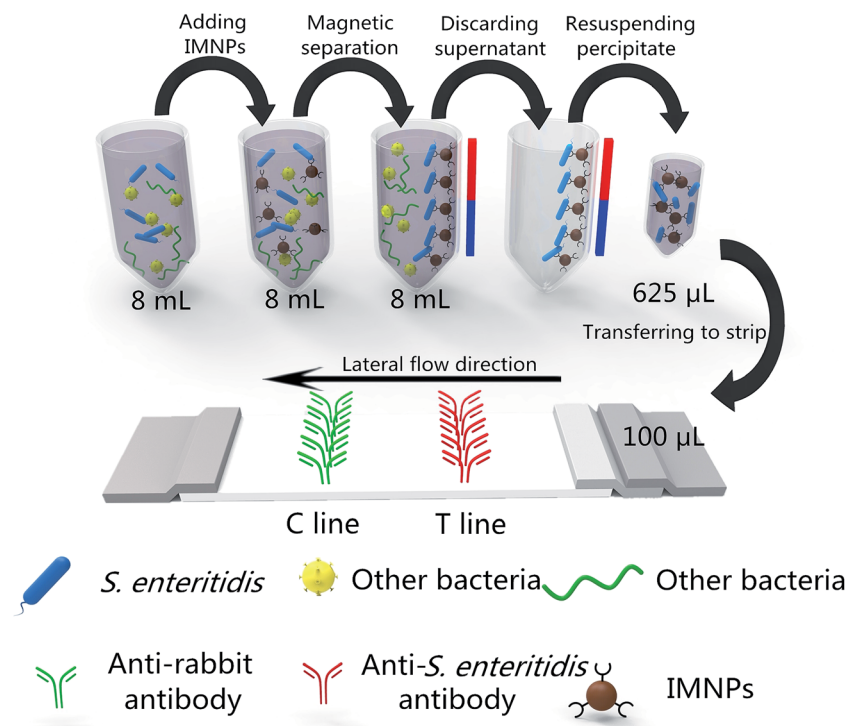 Adding
IMNPs
Magnetic
separation
Discarding
supernatant
Resuspending
percipitate
8 mL
8 mL
8 mL
625 µL
Transferring to strip
Lateral flow direction
100 µL
C line
T line
S. enteritidis
Other bacteria
Other bacteria
Anti-rabbit
antibody
Anti-S. enteritidis
antibody
IMNPs